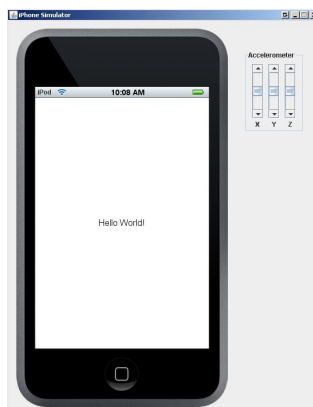 iPhone Simulator
Accelerometer
iPod 10:08 AM
X Y Z
Hello World!